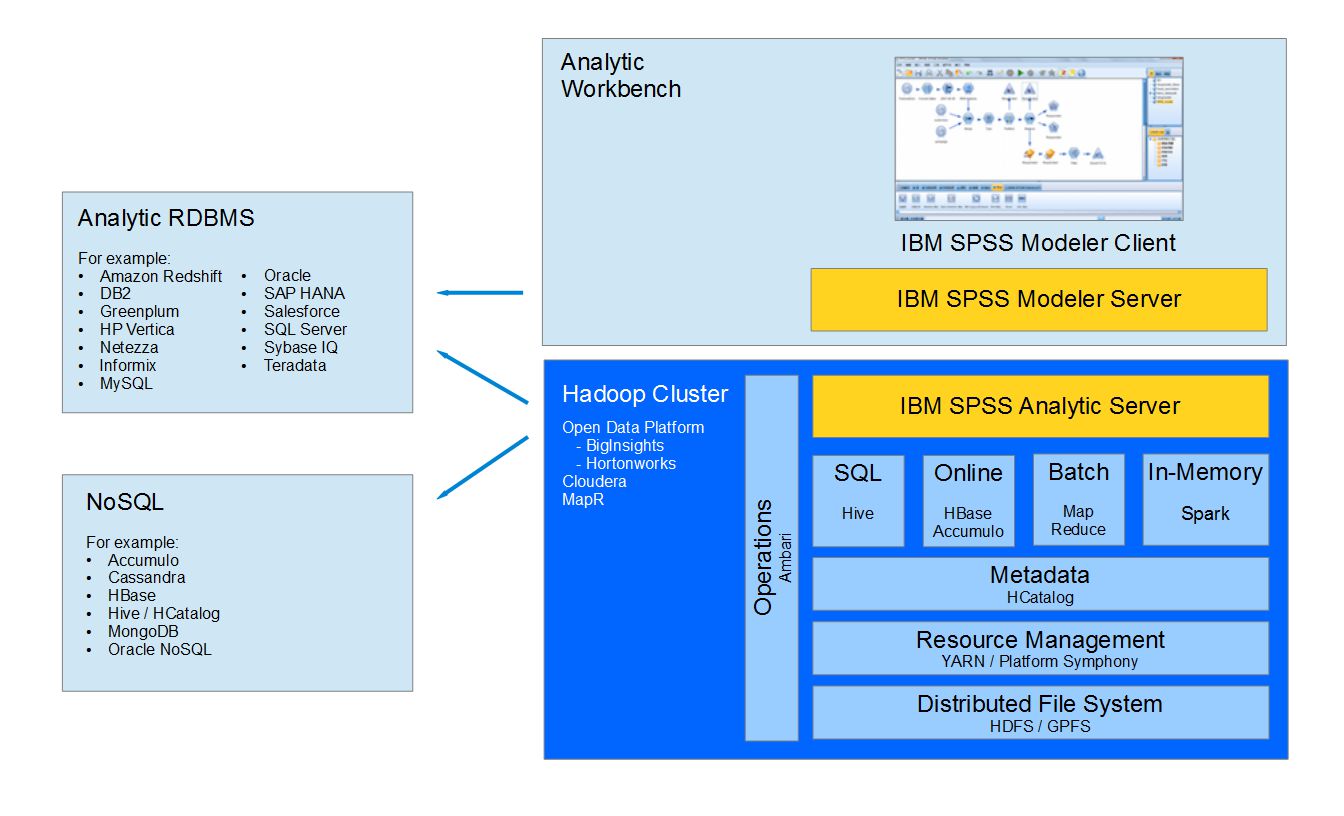 Analytic
Workbench
IBM SPSS Modeler Client
IBM SPSS Modeler Server
Analytic RDBMS
For example:
• Amazon Redshift
• DB2
• Greenplum
• HP Vertica
• Netezza
• Informix
• MySQL
• Oracle
• SAP HANA
• Salesforce
• SQL Server
• Sybase IQ
• Teradata
NoSQL
For example:
• Accumulo
• Cassandra
• HBase
• Hive / HCatalog
• MongoDB
• Oracle NoSQL
Hadoop Cluster
Open Data Platform
- BigInsights
- Hortonworks
Cloudera
MapR
Operations
Ambari
IBM SPSS Analytic Server
SQL
Hive
Online
HBase
Accumulo
Batch
Map
Reduce
In-Memory
Spark
Metadata
HCatalog
Resource Management
YARN / Platform Symphony
Distributed File System
HDFS / GPFS